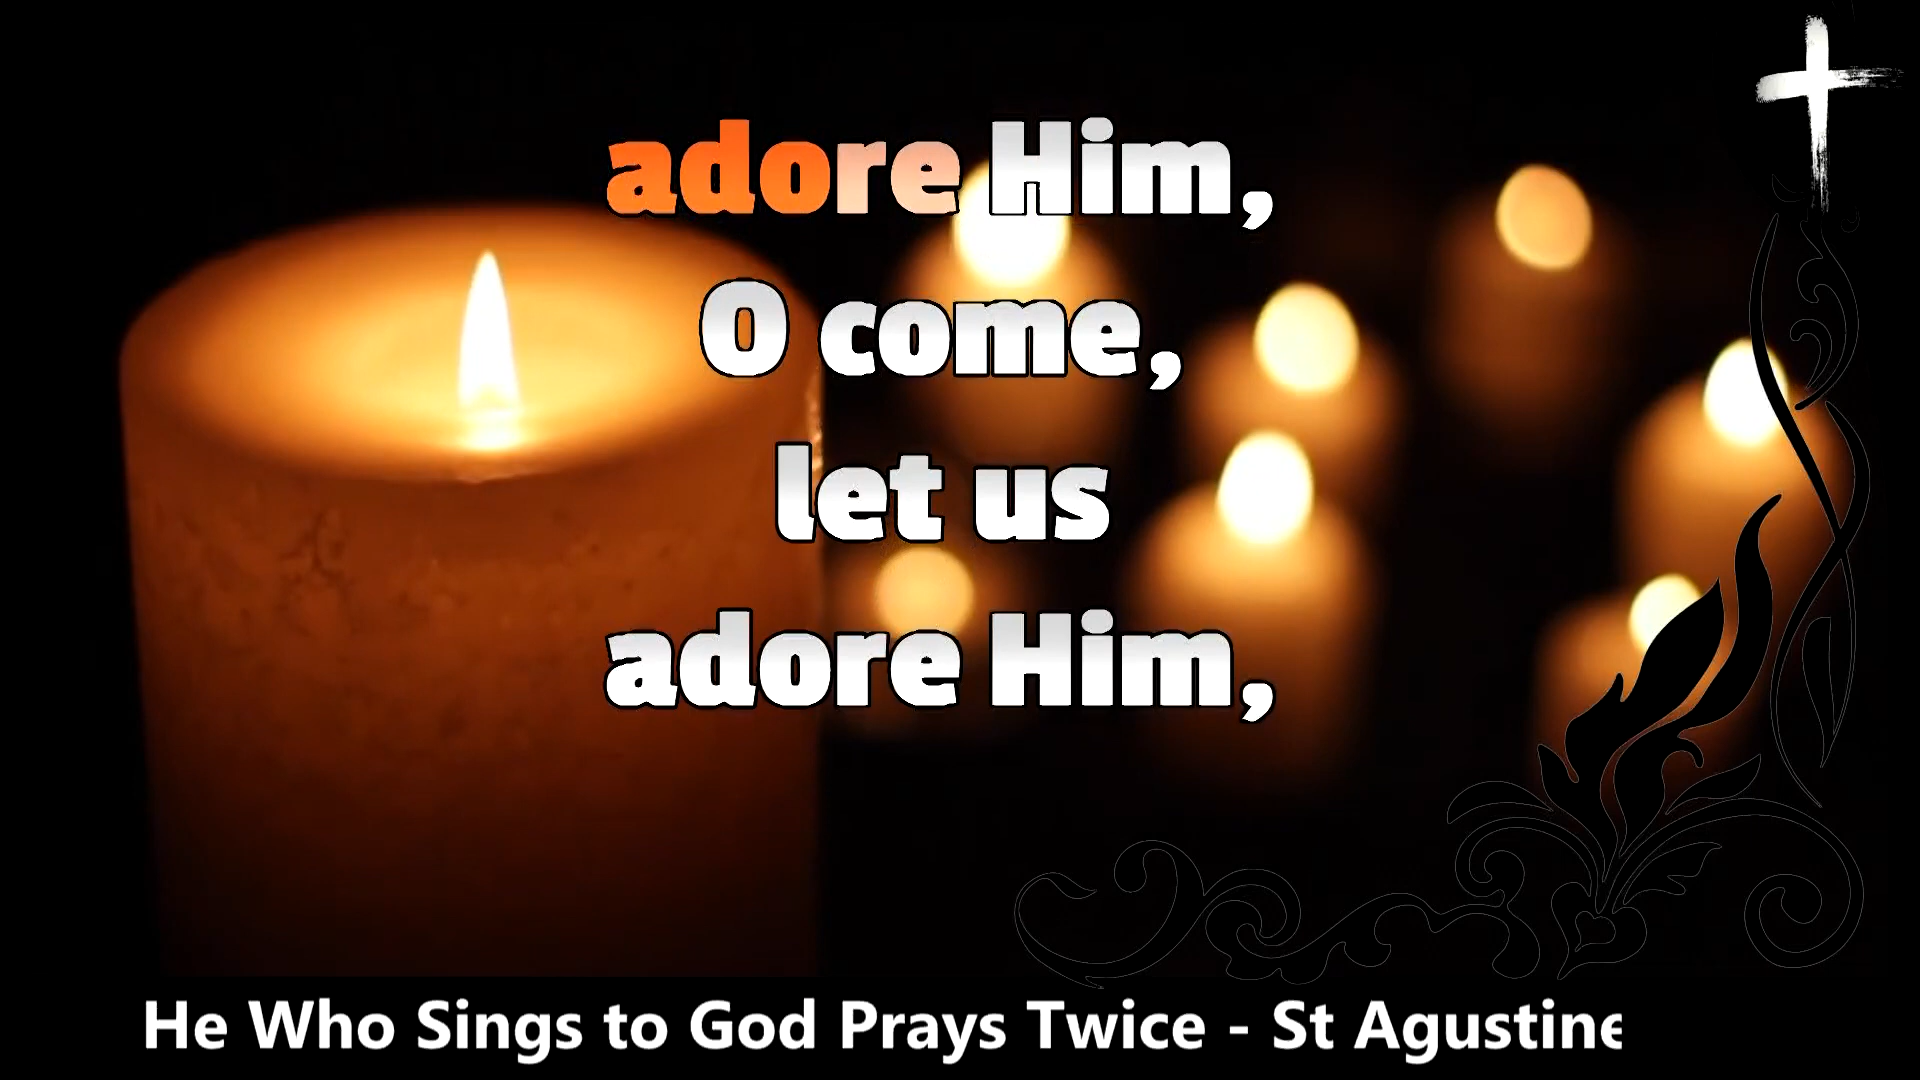 adore Him,
O come,
let us
adore Him,
He Who Sings to God Prays Twice - St Agustine